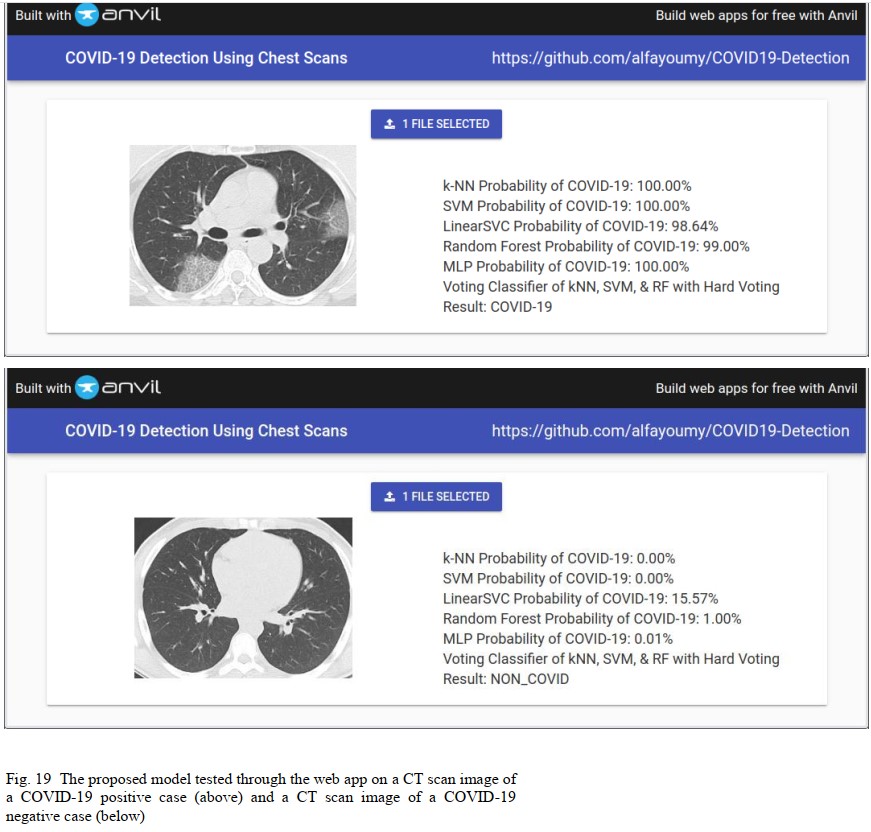 Built with anvil Build web apps for free with Anvil
COVID-19 Detection Using Chest Scans https://github.com/alfayoumy/COVID19-Detection
1 FILE SELECTED
k-NN Probability of COVID-19: 100.00%
SVM Probability of COVID-19: 100.00%
LinearSVC Probability of COVID-19: 98.64%
Random Forest Probability of COVID-19: 99.00%
MLP Probability of COVID-19: 100.00%
Voting Classifier of kNN, SVM, & RF with Hard Voting
Result: COVID-19
Built with anvil Build web apps for free with Anvil
COVID-19 Detection Using Chest Scans https://github.com/alfayoumy/COVID19-Detection
1 FILE SELECTED
k-NN Probability of COVID-19: 0.00%
SVM Probability of COVID-19: 0.00%
LinearSVC Probability of COVID-19: 15.57%
Random Forest Probability of COVID-19: 1.00%
MLP Probability of COVID-19: 0.01%
Voting Classifier of kNN, SVM, & RF with Hard Voting
Result: NON_COVID
Fig. 19 The proposed model tested through the web app on a CT scan image of
a COVID-19 positive case (above) and a CT scan image of a COVID-19
negative case (below)